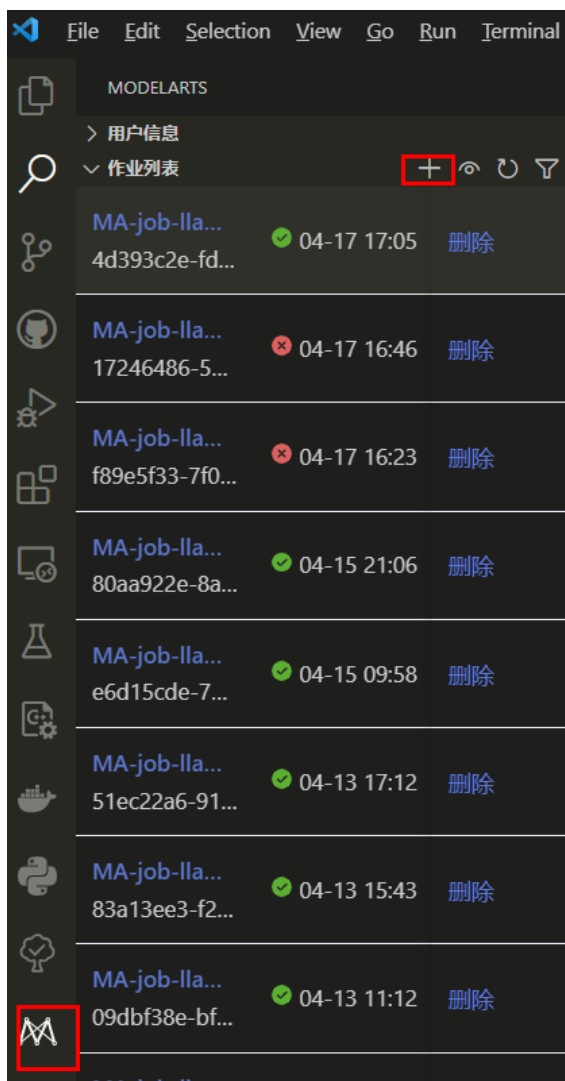 File Edit Selection View Go Run Terminal
MODELARTS
用户信息
作业列表
MA-job-lla...
4d393c2e-fd...
04-17 17:05
删除
MA-job-lla...
17246486-5...
04-17 16:46
删除
MA-job-lla...
f89e5f33-7f0...
04-17 16:23
删除
MA-job-lla...
80aa922e-8a...
04-15 21:06
删除
MA-job-lla...
e6d15cde-7...
04-15 09:58
删除
MA-job-lla...
51ec22a6-91...
04-13 17:12
删除
MA-job-lla...
83a13ee3-f2...
04-13 15:43
删除
MA-job-lla...
09dbf38e-bf...
04-13 11:12
删除